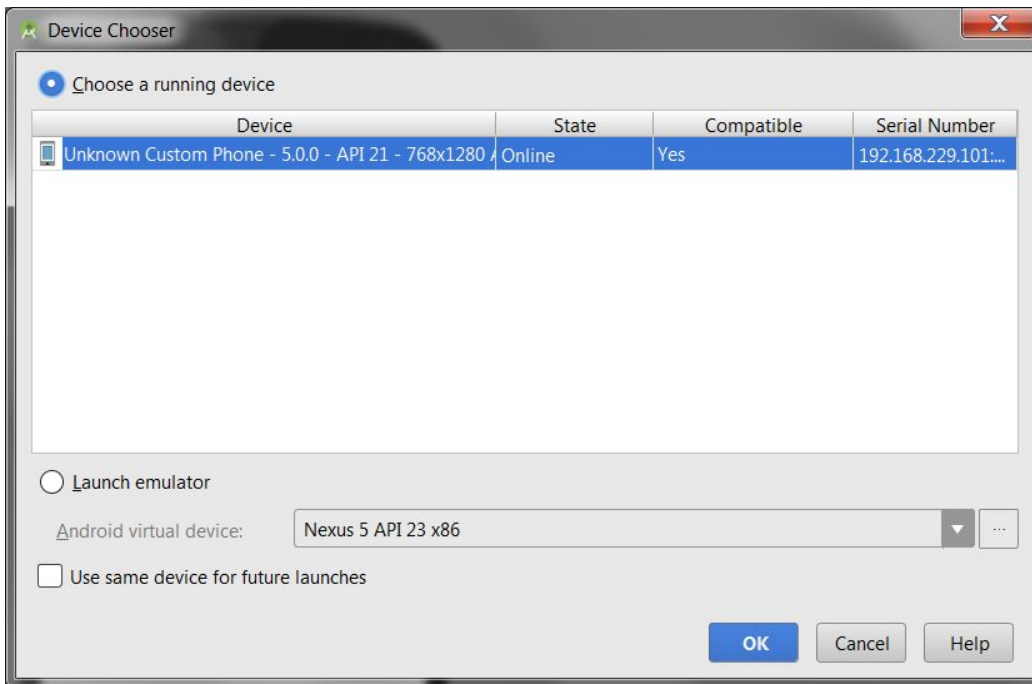 Device Chooser
Choose a running device
Device State Compatible Serial Number
Unknown Custom Phone - 5.0.0 - API 21 - 768x1280 Online Yes 192.168.229.101:...
Launch emulator
Android virtual device: Nexus 5 API 23 x86 ...
Use same device for future launches
OK Cancel Help